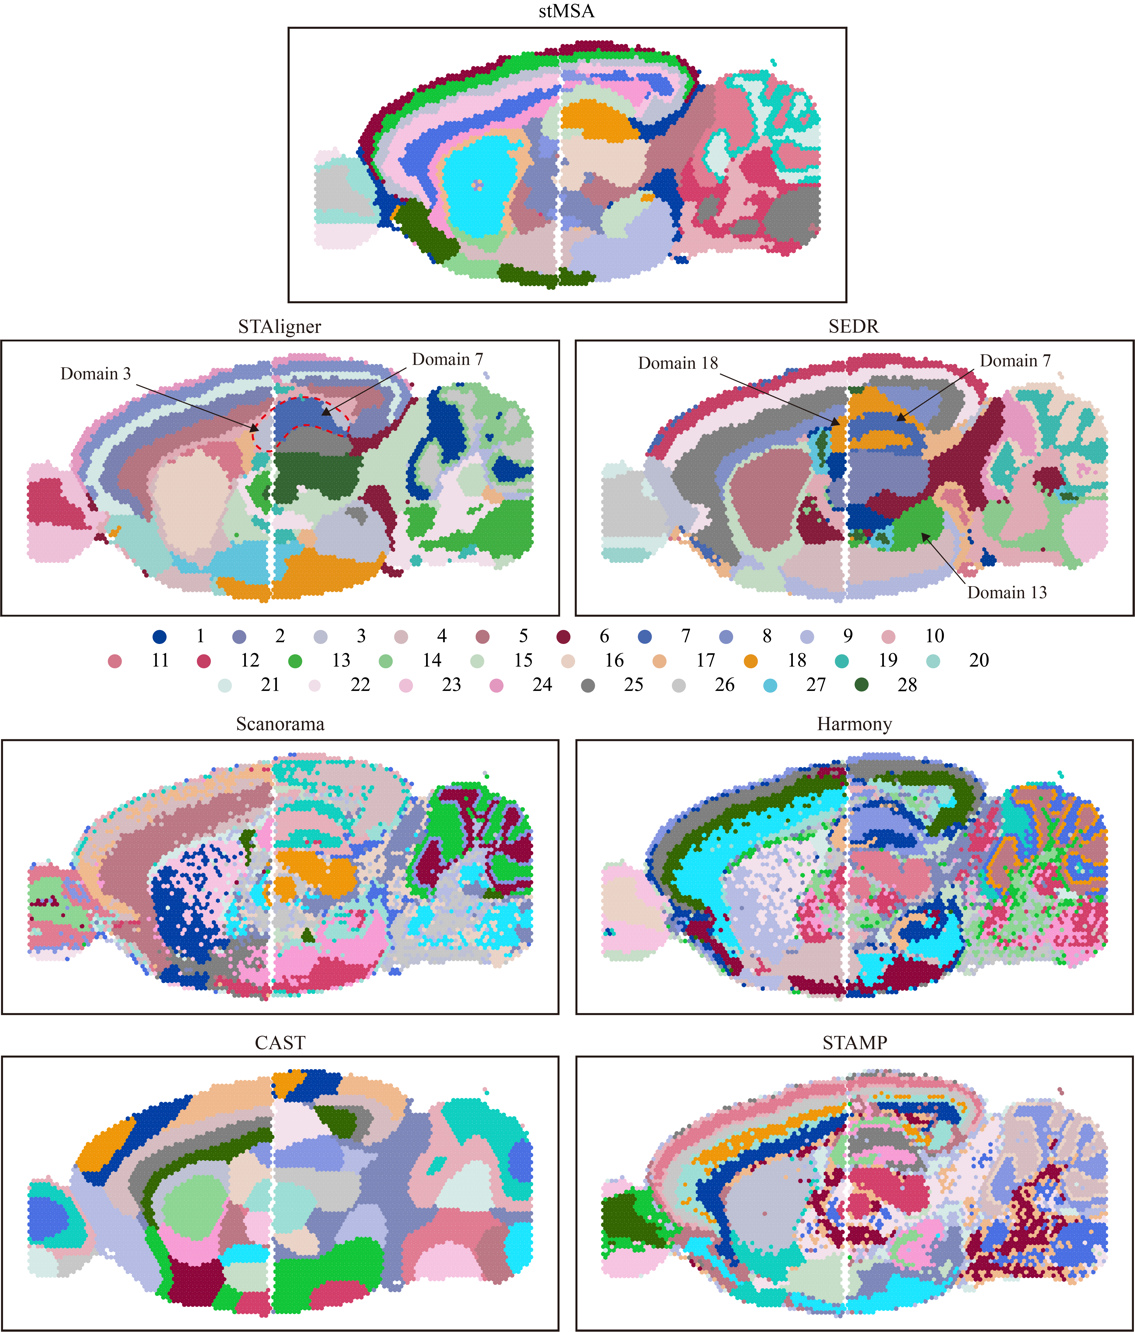 stMSA
STAligner
SEDR
Domain 3
Domain 7
Domain 18
Domain 7
Domain 13
1 2 3 4 5 6 7 8 9 10
11 12 13 14 15 16 17 18 19 20
21 22 23 24 25 26 27 28
Scanorama
Harmony
CAST
STAMP